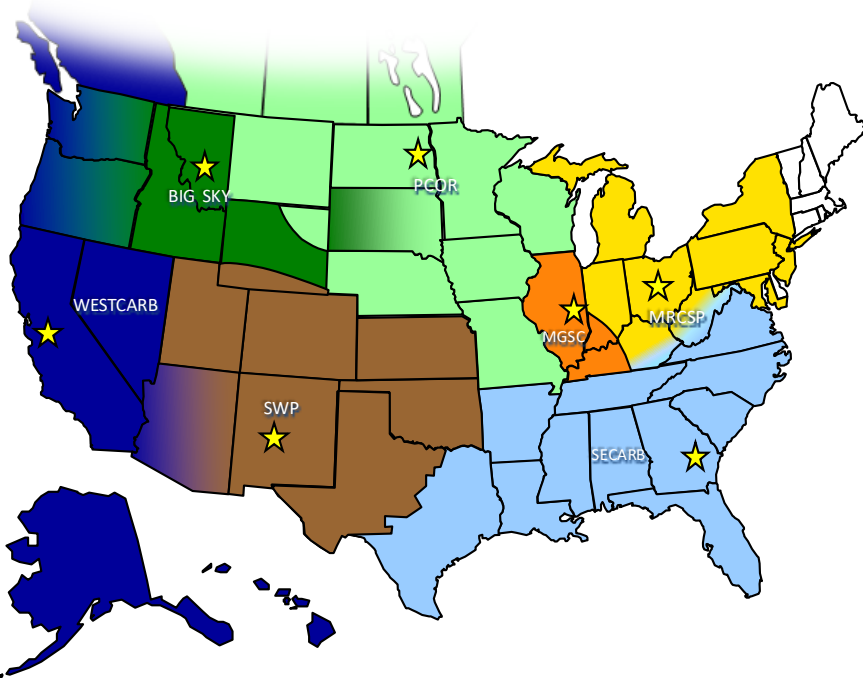 PCOR
BIG SKY
WESTCARB
MRCSP
MGSC
SWP
SECARB